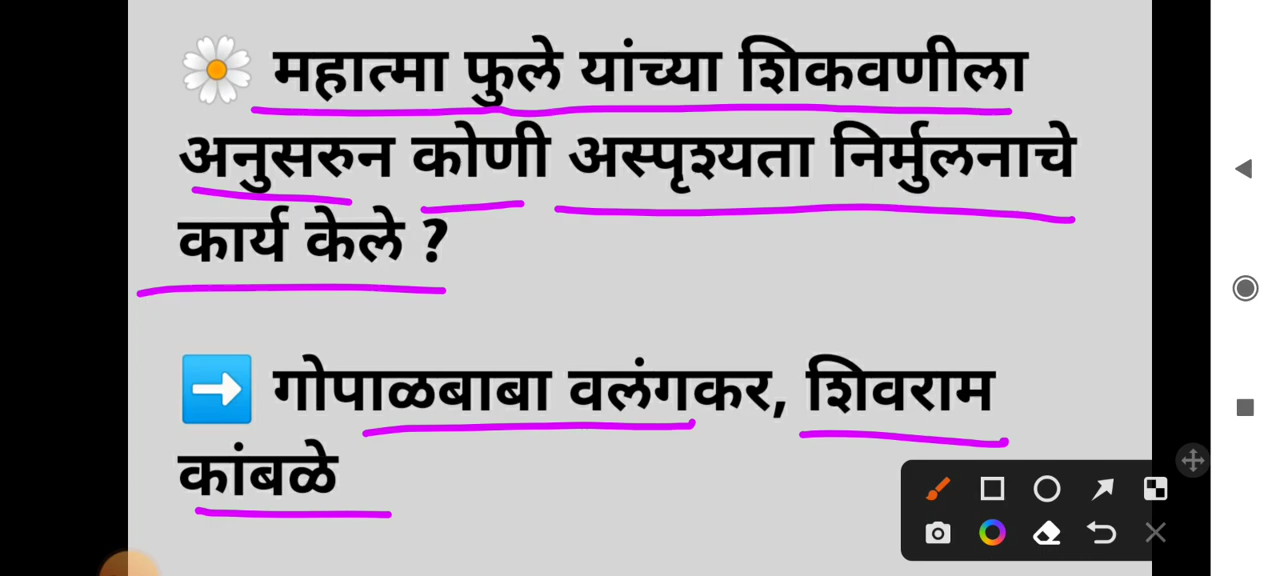 महात्मा फुले यांच्या शिकवणीला
अनुसरुन कोणी अस्पृश्यता निर्मुलनाचे
कार्य केले ?
गोपाळबाबा वलंगकर, शिवराम
कांबळे